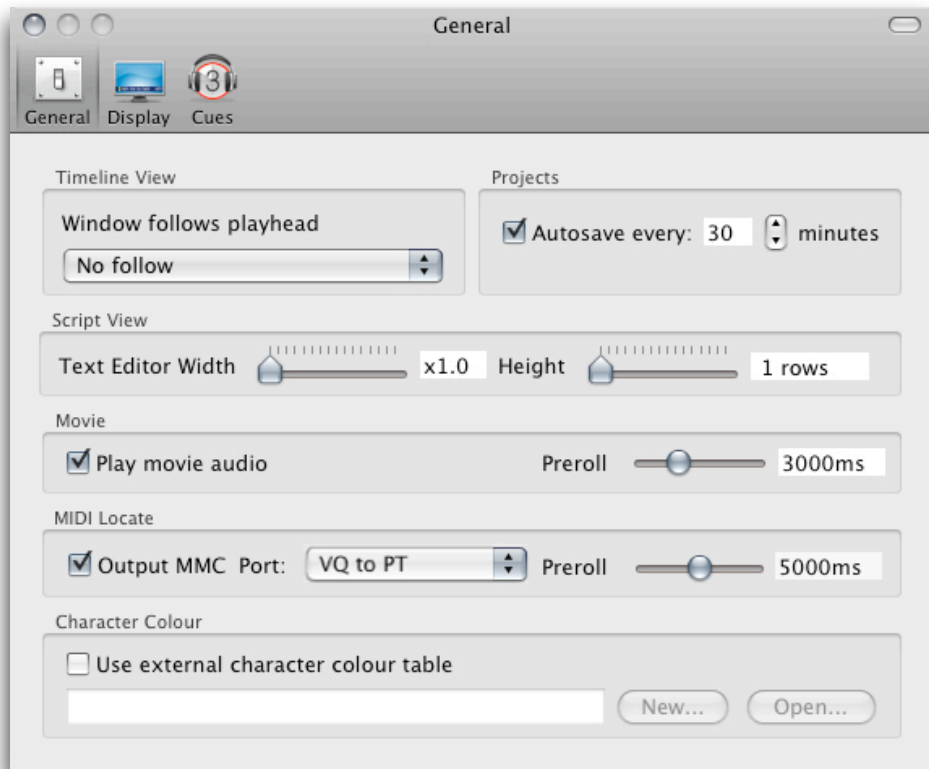 General
3
General Display Cues
Timeline View
Window follows playhead
No follow
Projects
Autosave every: 30 minutes
Script View
Text Editor Width x1.0 Height 1 rows
Movie
Play movie audio Preroll 3000ms
MIDI Locate
Output MMC Port: VQ to PT Preroll 5000ms
Character Colour
Use external character colour table
New... Open...